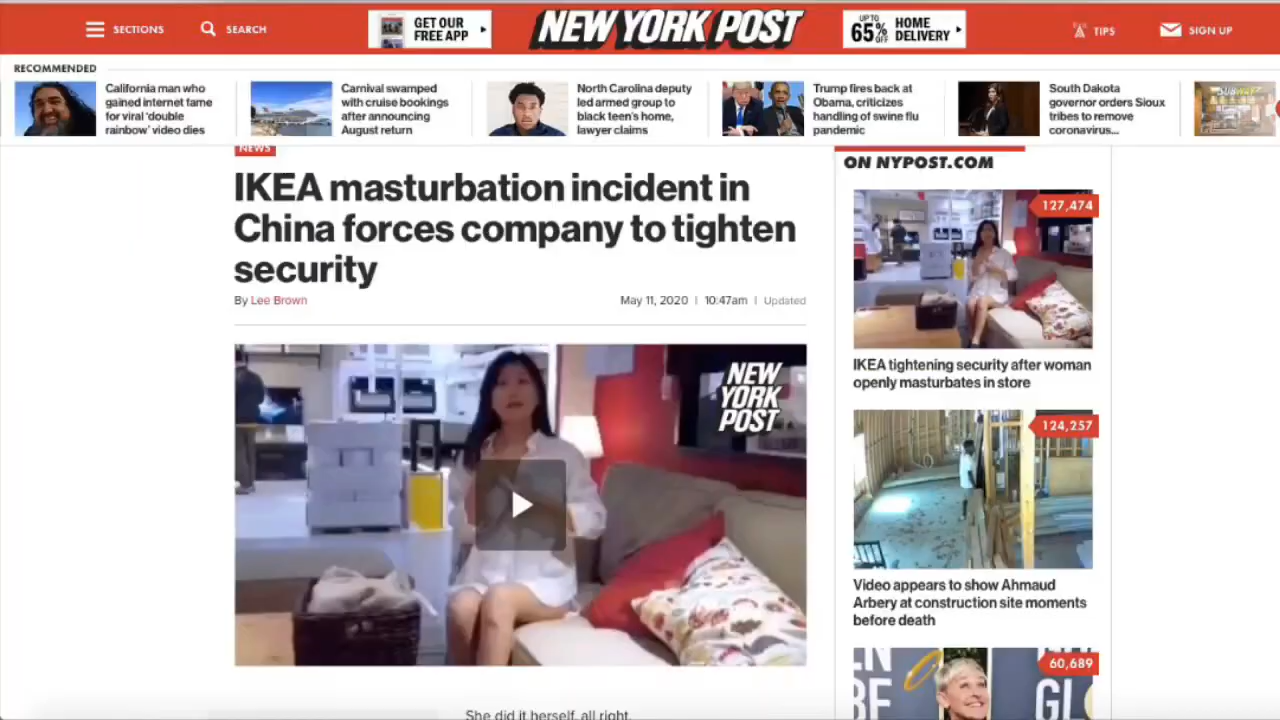 SECTIONS
SEARCH
GET OUR
FREE APP
NEW YORK POST
UP TO
65% OFF
HOME
DELIVERY
TIPS
SIGN UP
RECOMMENDED
California man who
gained internet fame
for viral ‘double
rainbow’ video dies
Carnival swamped
with cruise bookings
after announcing
August return
North Carolina deputy
led armed group to
black teen's home,
lawyer claims
Trump fires back at
Obama, criticizes
handling of swine flu
pandemic
South Dakota
governor orders Sioux
tribes to remove
coronavirus...
NEWS
IKEA masturbation incident in
China forces company to tighten
security
By Lee Brown
May 11, 2020 | 10:47am | Updated
NEW
YORK
POST
She did it herself, all right.
ON NYPOST.COM
127,474
IKEA tightening security after woman
openly masturbates in store
124,257
Video appears to show Ahmaud
Arbery at construction site moments
before death
60,689